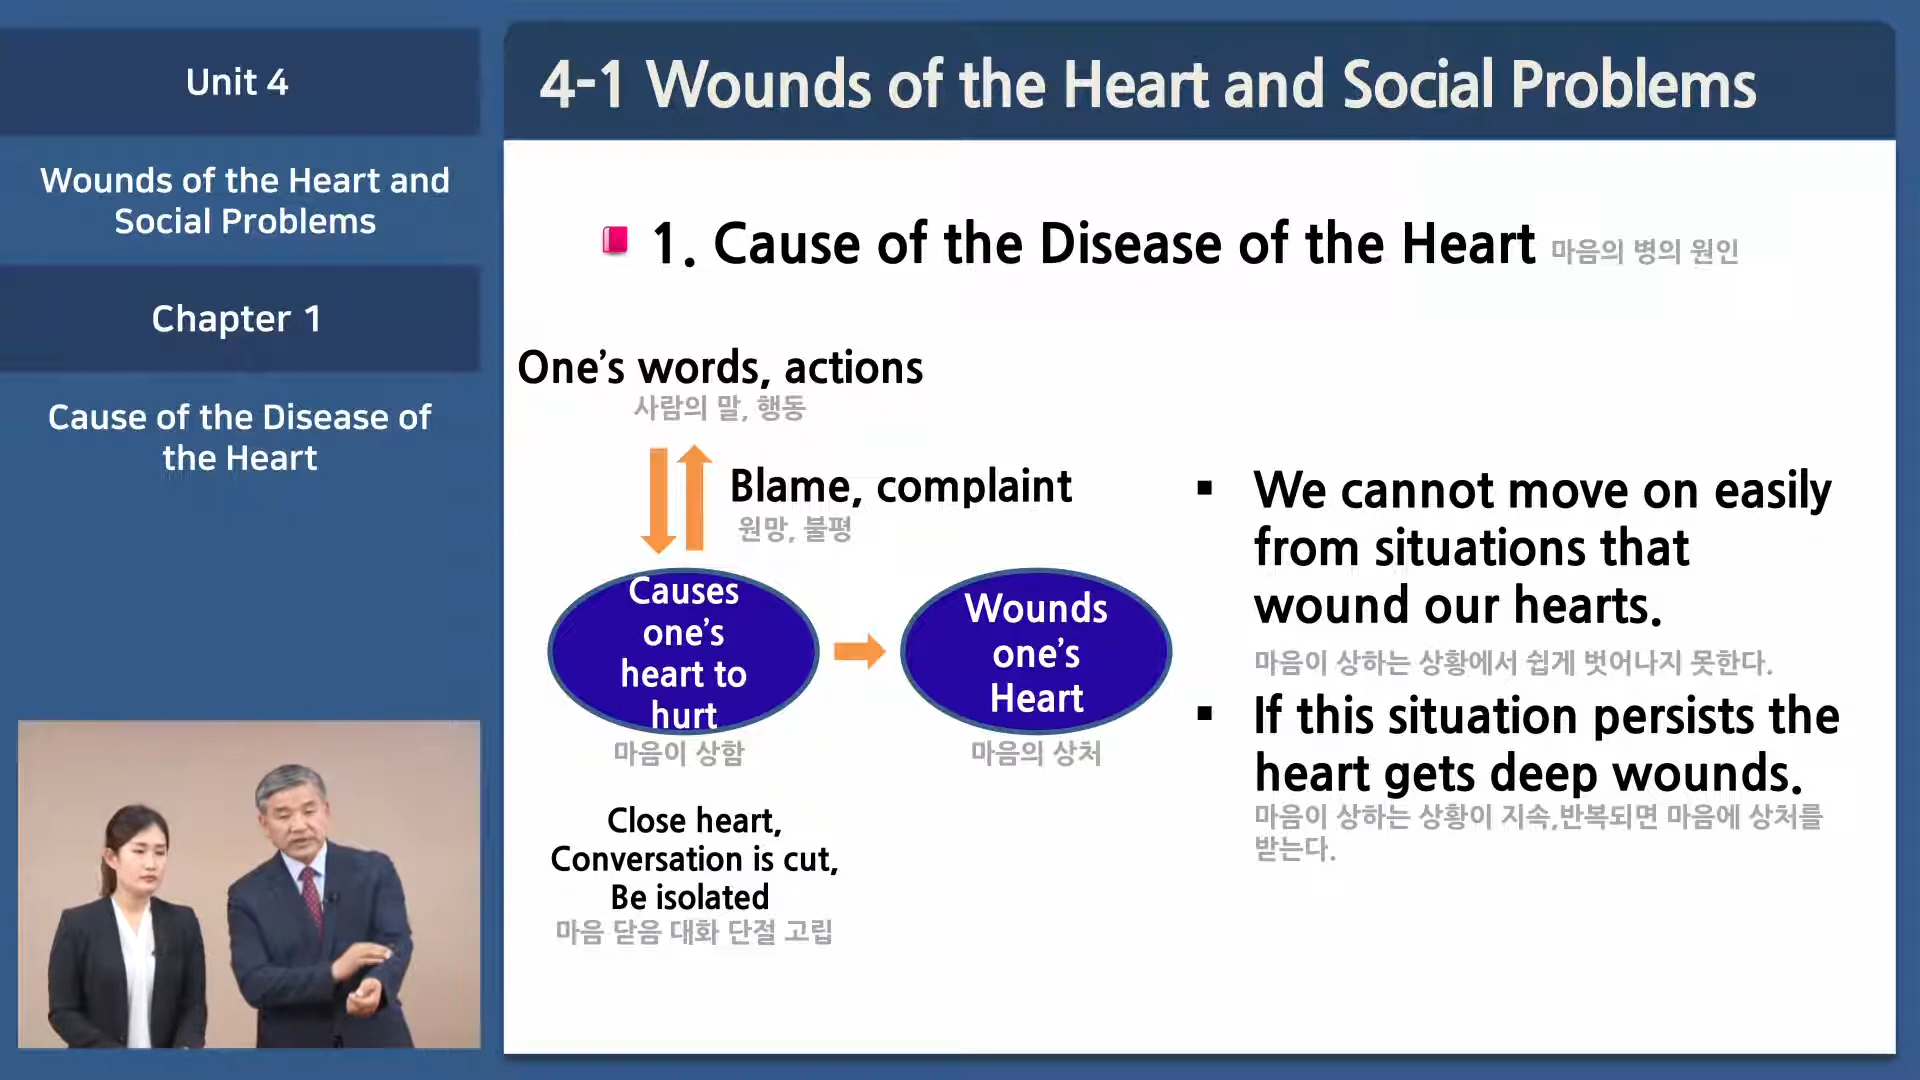 Unit 4
Wounds of the Heart and
Social Problems
Chapter 1
Cause of the Disease of
the Heart
4-1 Wounds of the Heart and Social Problems
1. Cause of the Disease of the Heart 마음의 병의 원인
One’s words, actions
사람의 말, 행동
Blame, complaint
원망, 불평
Causes
one’s
heart to
hurt
마음이 상함
Wounds
one’s
Heart
마음의 상처
Close heart,
Conversation is cut,
Be isolated
마음 닫음 대화 단절 고립
▪ We cannot move on easily
from situations that
wound our hearts.
마음이 상하는 상황에서 쉽게 벗어나지 못한다.
▪ If this situation persists the
heart gets deep wounds.
마음이 상하는 상황이 지속,반복되면 마음에 상처를
받는다.